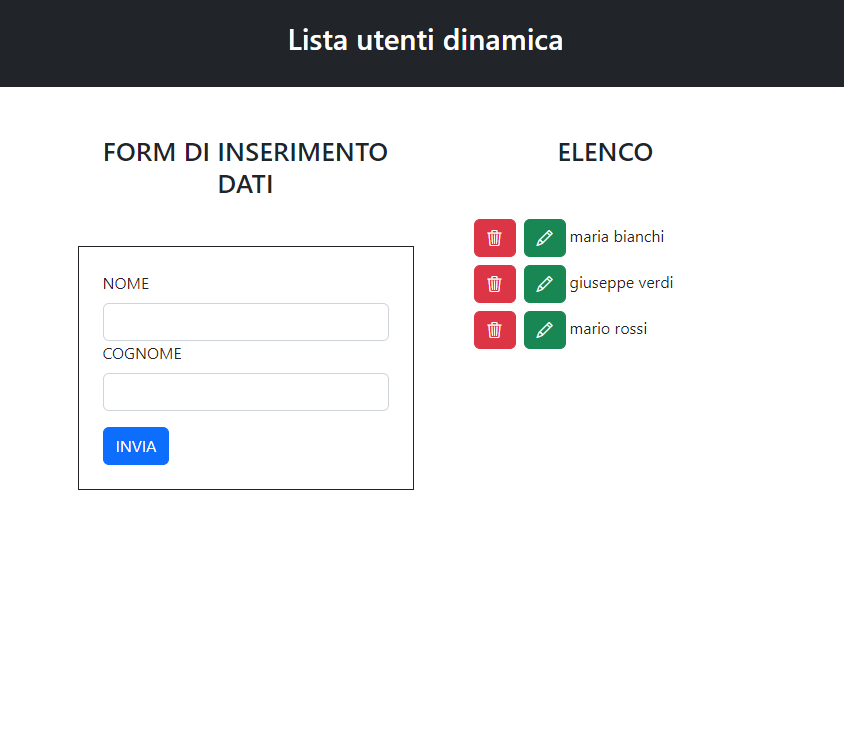 Lista utenti dinamica
FORM DI INSERIMENTO
DATI
NOME
COGNOME
INVIA
ELENCO
maria bianchi
giuseppe verdi
mario rossi